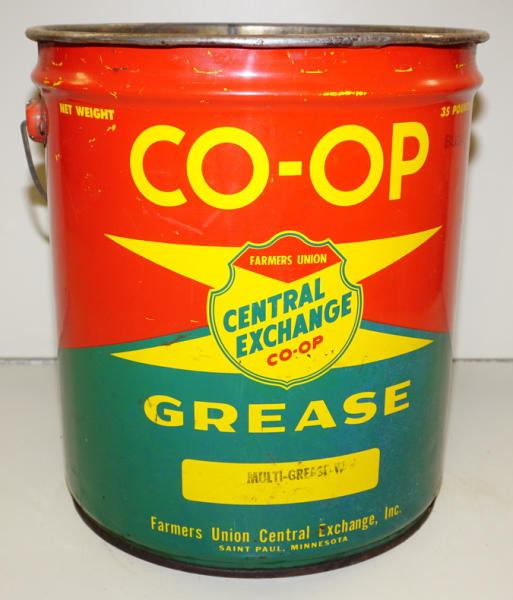 NET WEIGHT
35 POUNDS
CO-OP
FARMERS UNION
CENTRAL
EXCHANGE
CO-OP
GREASE
MULTI-GREASE
Farmers Union Central Exchange, Inc.
SAINT PAUL, MINNESOTA